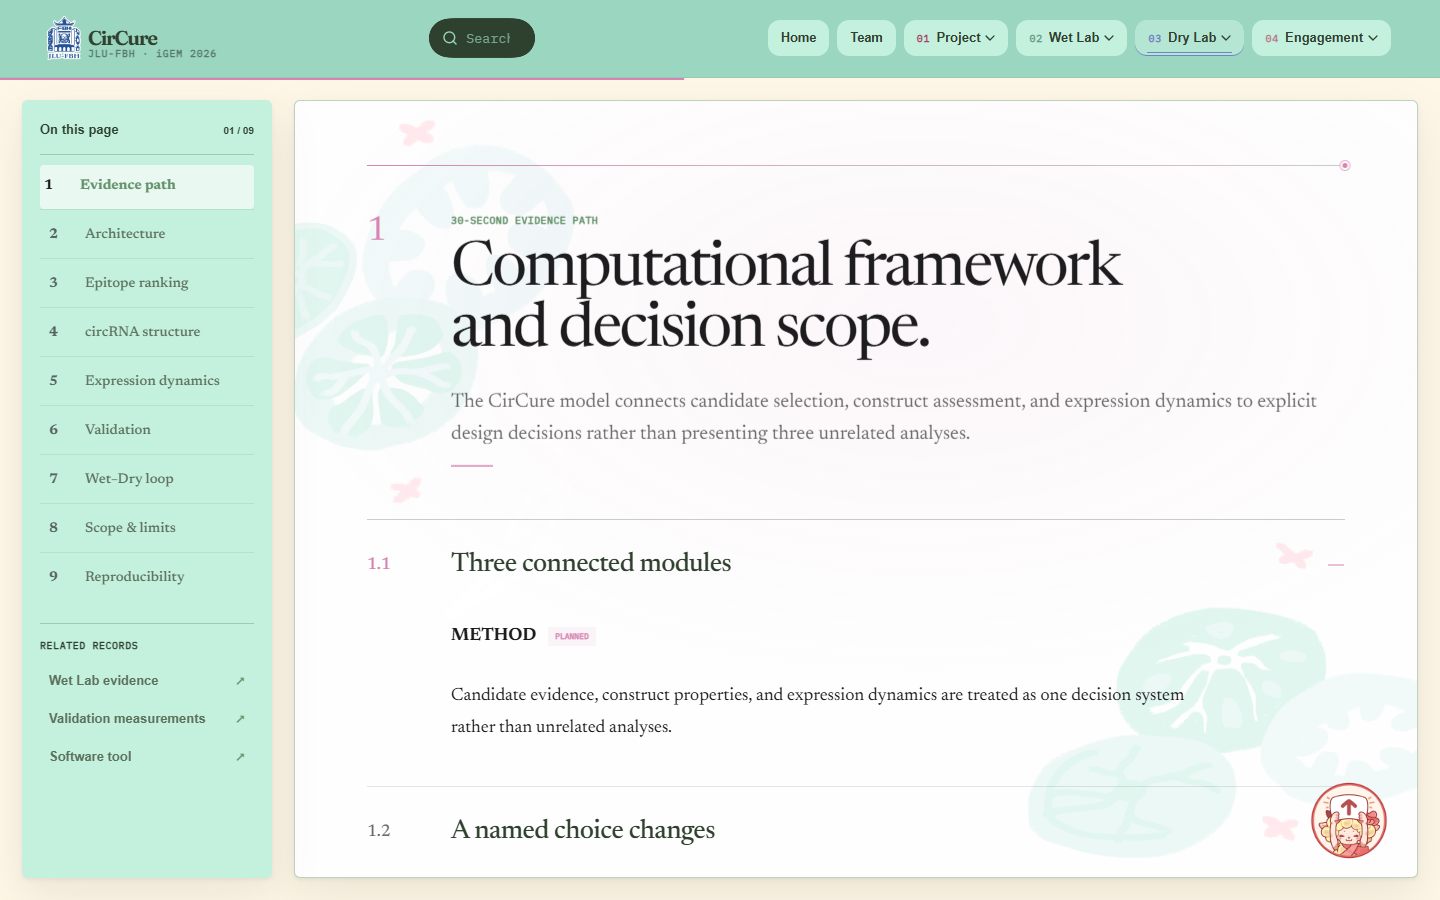 CirCure
JLU-FBH · iGEM 2026
JLU-FBH
Search
Home
Team
01 Project
02 Wet Lab
03 Dry Lab
04 Engagement
On this page
01 / 09
1 Evidence path
2 Architecture
3 Epitope ranking
4 circRNA structure
5 Expression dynamics
6 Validation
7 Wet–Dry loop
8 Scope & limits
9 Reproducibility
RELATED RECORDS
Wet Lab evidence ↗
Validation measurements ↗
Software tool ↗
1
30-SECOND EVIDENCE PATH
Computational framework
and decision scope.
The CirCure model connects candidate selection, construct assessment, and expression dynamics to explicit
design decisions rather than presenting three unrelated analyses.
1.1 Three connected modules
METHOD PLANNED
Candidate evidence, construct properties, and expression dynamics are treated as one decision system
rather than unrelated analyses.
1.2 A named choice changes